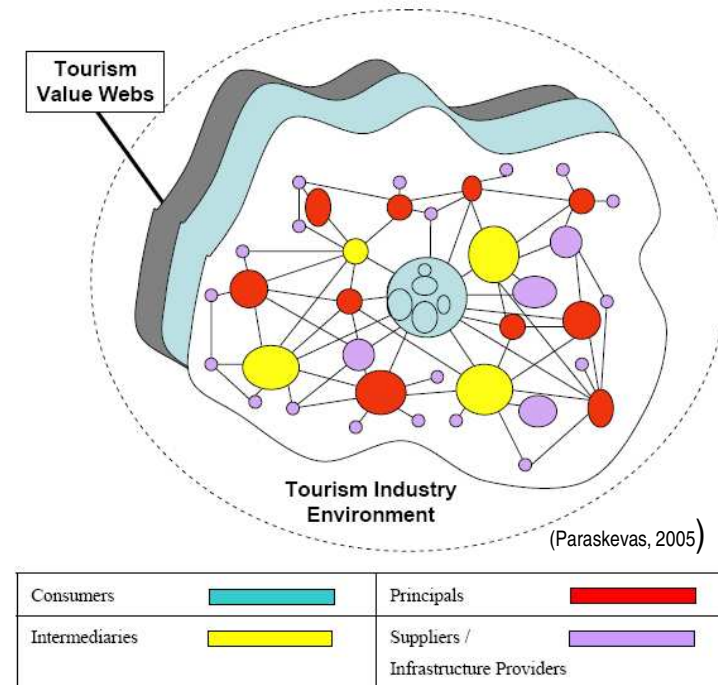 Tourism
Value Webs
Tourism Industry
Environment
(Paraskevas, 2005)
Consumers
Principals
Intermediaries
Suppliers /
Infrastructure Providers